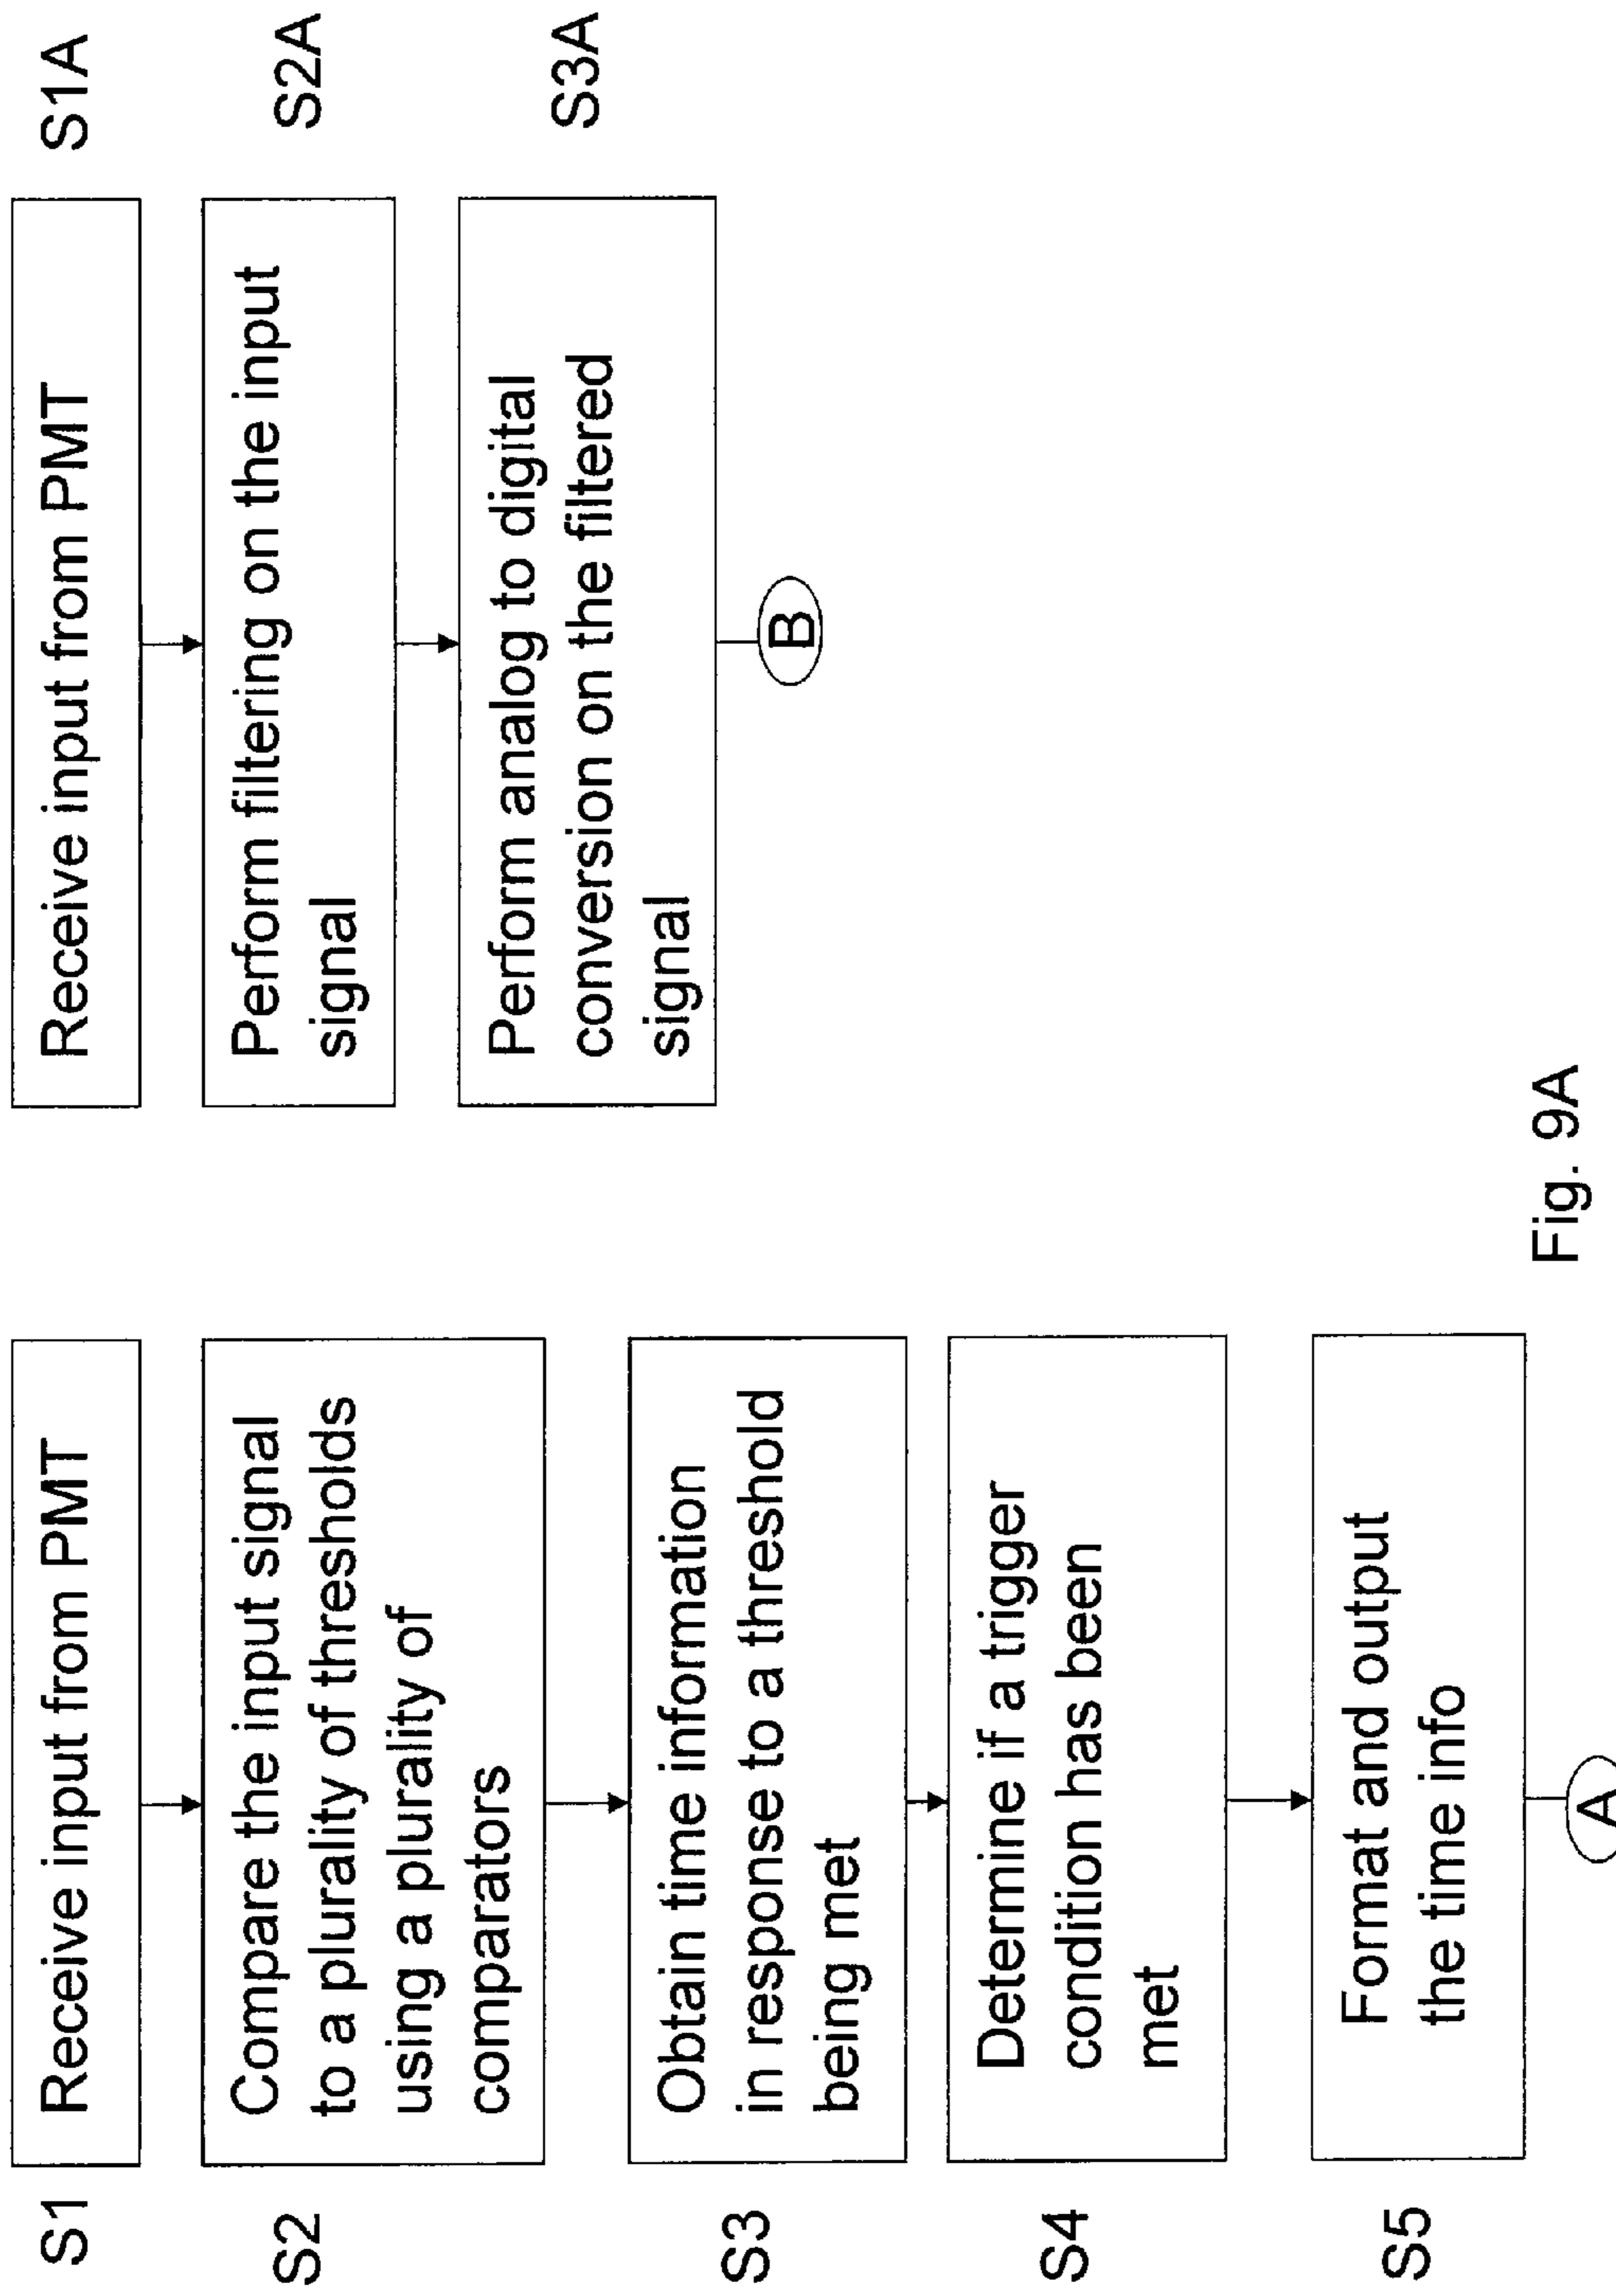 S1
Receive input from PMT
S2
Compare the input signal
to a plurality of thresholds
using a plurality of
comparators
S3
Obtain time information
in response to a threshold
being met
S4
Determine if a trigger
condition has been
met
S5
Format and output
the time info
A
Receive input from PMT
S1A
Perform filtering on the input
signal
S2A
Perform analog to digital
conversion on the filtered
signal
S3A
B
Fig. 9A